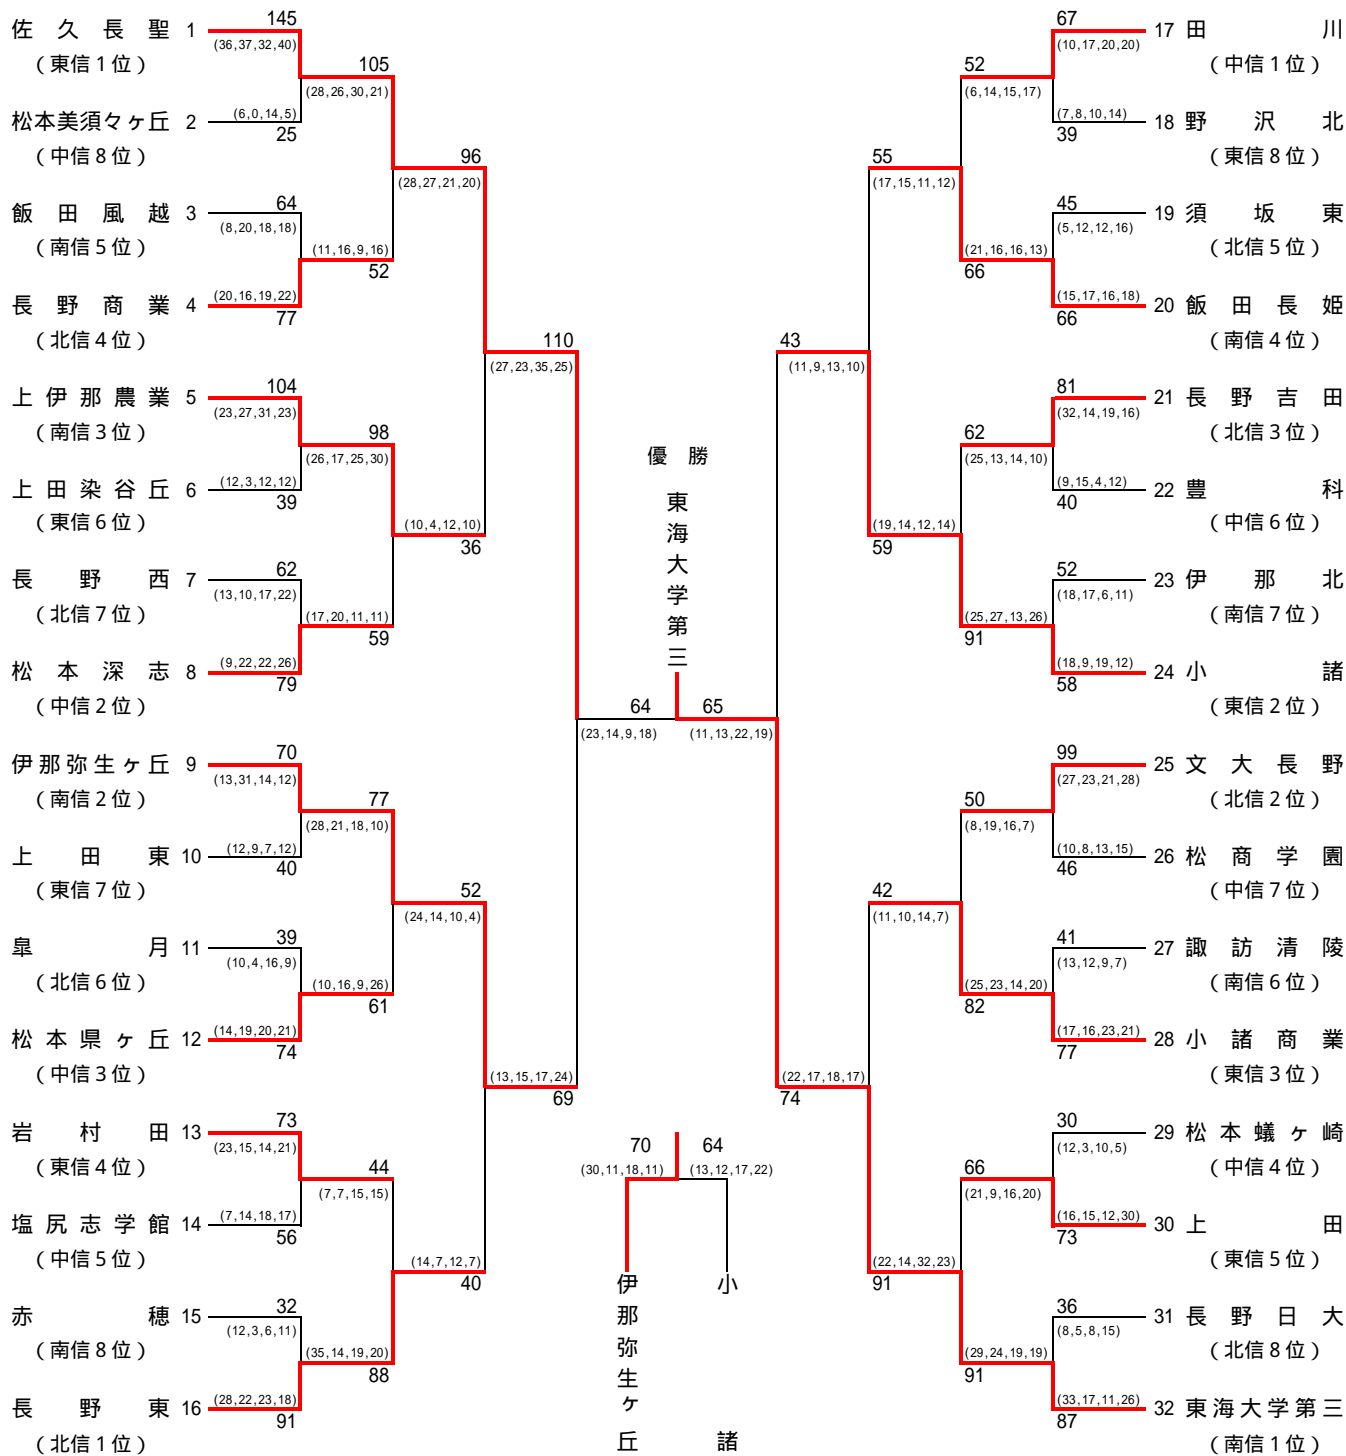 佐久長聖 1 145
(36,37,32,40)
(東信1位)
105
(28,26,30,21)
松本美須々ヶ丘 2 (6,0,14,5)
25
(中信8位)
96
(28,27,21,20)
飯田風越 3 64
(8,20,18,18)
(南信5位)
(11,16,9,16)
52
長野商業 4 (20,16,19,22)
77
(北信4位)
110
(27,23,35,25)
上伊那農業 5 104
(23,27,31,23)
(南信3位)
98
(26,17,25,30)
上田染谷丘 6 (12,3,12,12)
39
(東信6位)
(10,4,12,10)
36
長野西 7 62
(13,10,17,22)
(北信7位)
(17,20,11,11)
59
松本深志 8 (9,22,22,26)
79
(中信2位)
64
(23,14,9,18)
伊那弥生ヶ丘 9 70
(13,31,14,12)
(南信2位)
77
(28,21,18,10)
上田東 10 (12,9,7,12)
40
(東信7位)
52
(24,14,10,4)
皐月 11 39
(10,4,16,9)
(北信6位)
(10,16,9,26)
61
松本県ヶ丘 12 (14,19,20,21)
74
(中信3位)
(13,15,17,24)
69
岩村田 13 73
(23,15,14,21)
(東信4位)
44
(7,7,15,15)
塩尻志学館 14 (7,14,18,17)
56
(中信5位)
(14,7,12,7)
40
赤穂 15 32
(12,3,6,11)
(南信8位)
(35,14,19,20)
88
長野東 16 (28,22,23,18)
91
(北信1位)
優勝
東海大学第三
65
(11,13,22,19)
70
(30,11,18,11)
64
(13,12,17,22)
伊那弥生ヶ丘
小諸
67
(10,17,20,20)
17 田川
(中信1位)
52
(6,14,15,17)
(7,8,10,14)
39
18 野沢北
(東信8位)
55
(17,15,11,12)
45
(5,12,12,16)
19 須坂東
(北信5位)
(21,16,16,13)
66
(15,17,16,18)
66
20 飯田長姫
(南信4位)
43
(11,9,13,10)
81
(32,14,19,16)
21 長野吉田
(北信3位)
62
(25,13,14,10)
(9,15,4,12)
40
22 豊科
(中信6位)
(19,14,12,14)
59
52
(18,17,6,11)
23 伊那北
(南信7位)
(25,27,13,26)
91
(18,9,19,12)
58
24 小諸
(東信2位)
99
(27,23,21,28)
25 文大長野
(北信2位)
50
(8,19,16,7)
(10,8,13,15)
46
26 松商学園
(中信7位)
42
(11,10,14,7)
41
(13,12,9,7)
27 諏訪清陵
(南信6位)
(25,23,14,20)
82
(17,16,23,21)
77
28 小諸商業
(東信3位)
(22,17,18,17)
74
30
(12,3,10,5)
29 松本蟻ヶ崎
(中信4位)
66
(21,9,16,20)
(16,15,12,30)
73
30 上田
(東信5位)
(22,14,32,23)
91
36
(8,5,8,15)
31 長野日大
(北信8位)
(29,24,19,19)
91
(33,17,11,26)
87
32 東海大学第三
(南信1位)